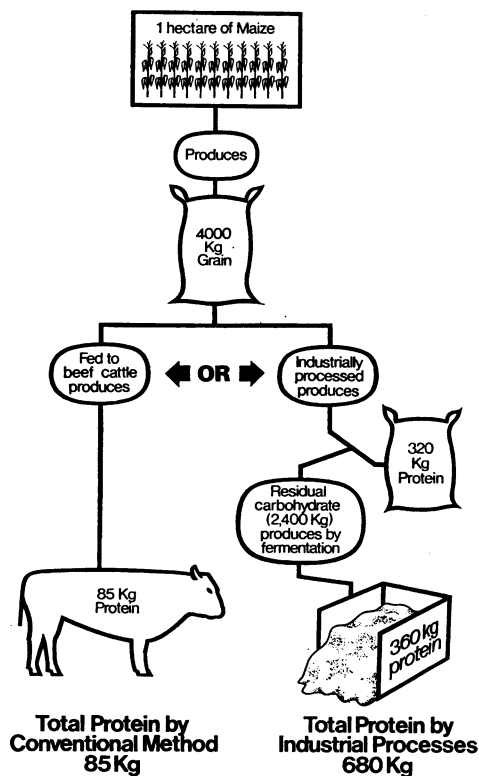 1 hectare of Maize
Produces
4000
Kg
Grain
Fed to
beef cattle
produces
OR
Industrially
processed
produces
320
Kg
Protein
Residual
carbohydrate
(2,400 Kg)
produces by
fermentation
85 Kg
Protein
360 kg
protein
Total Protein by
Conventional Method
85 Kg
Total Protein by
Industrial Processes
680 Kg